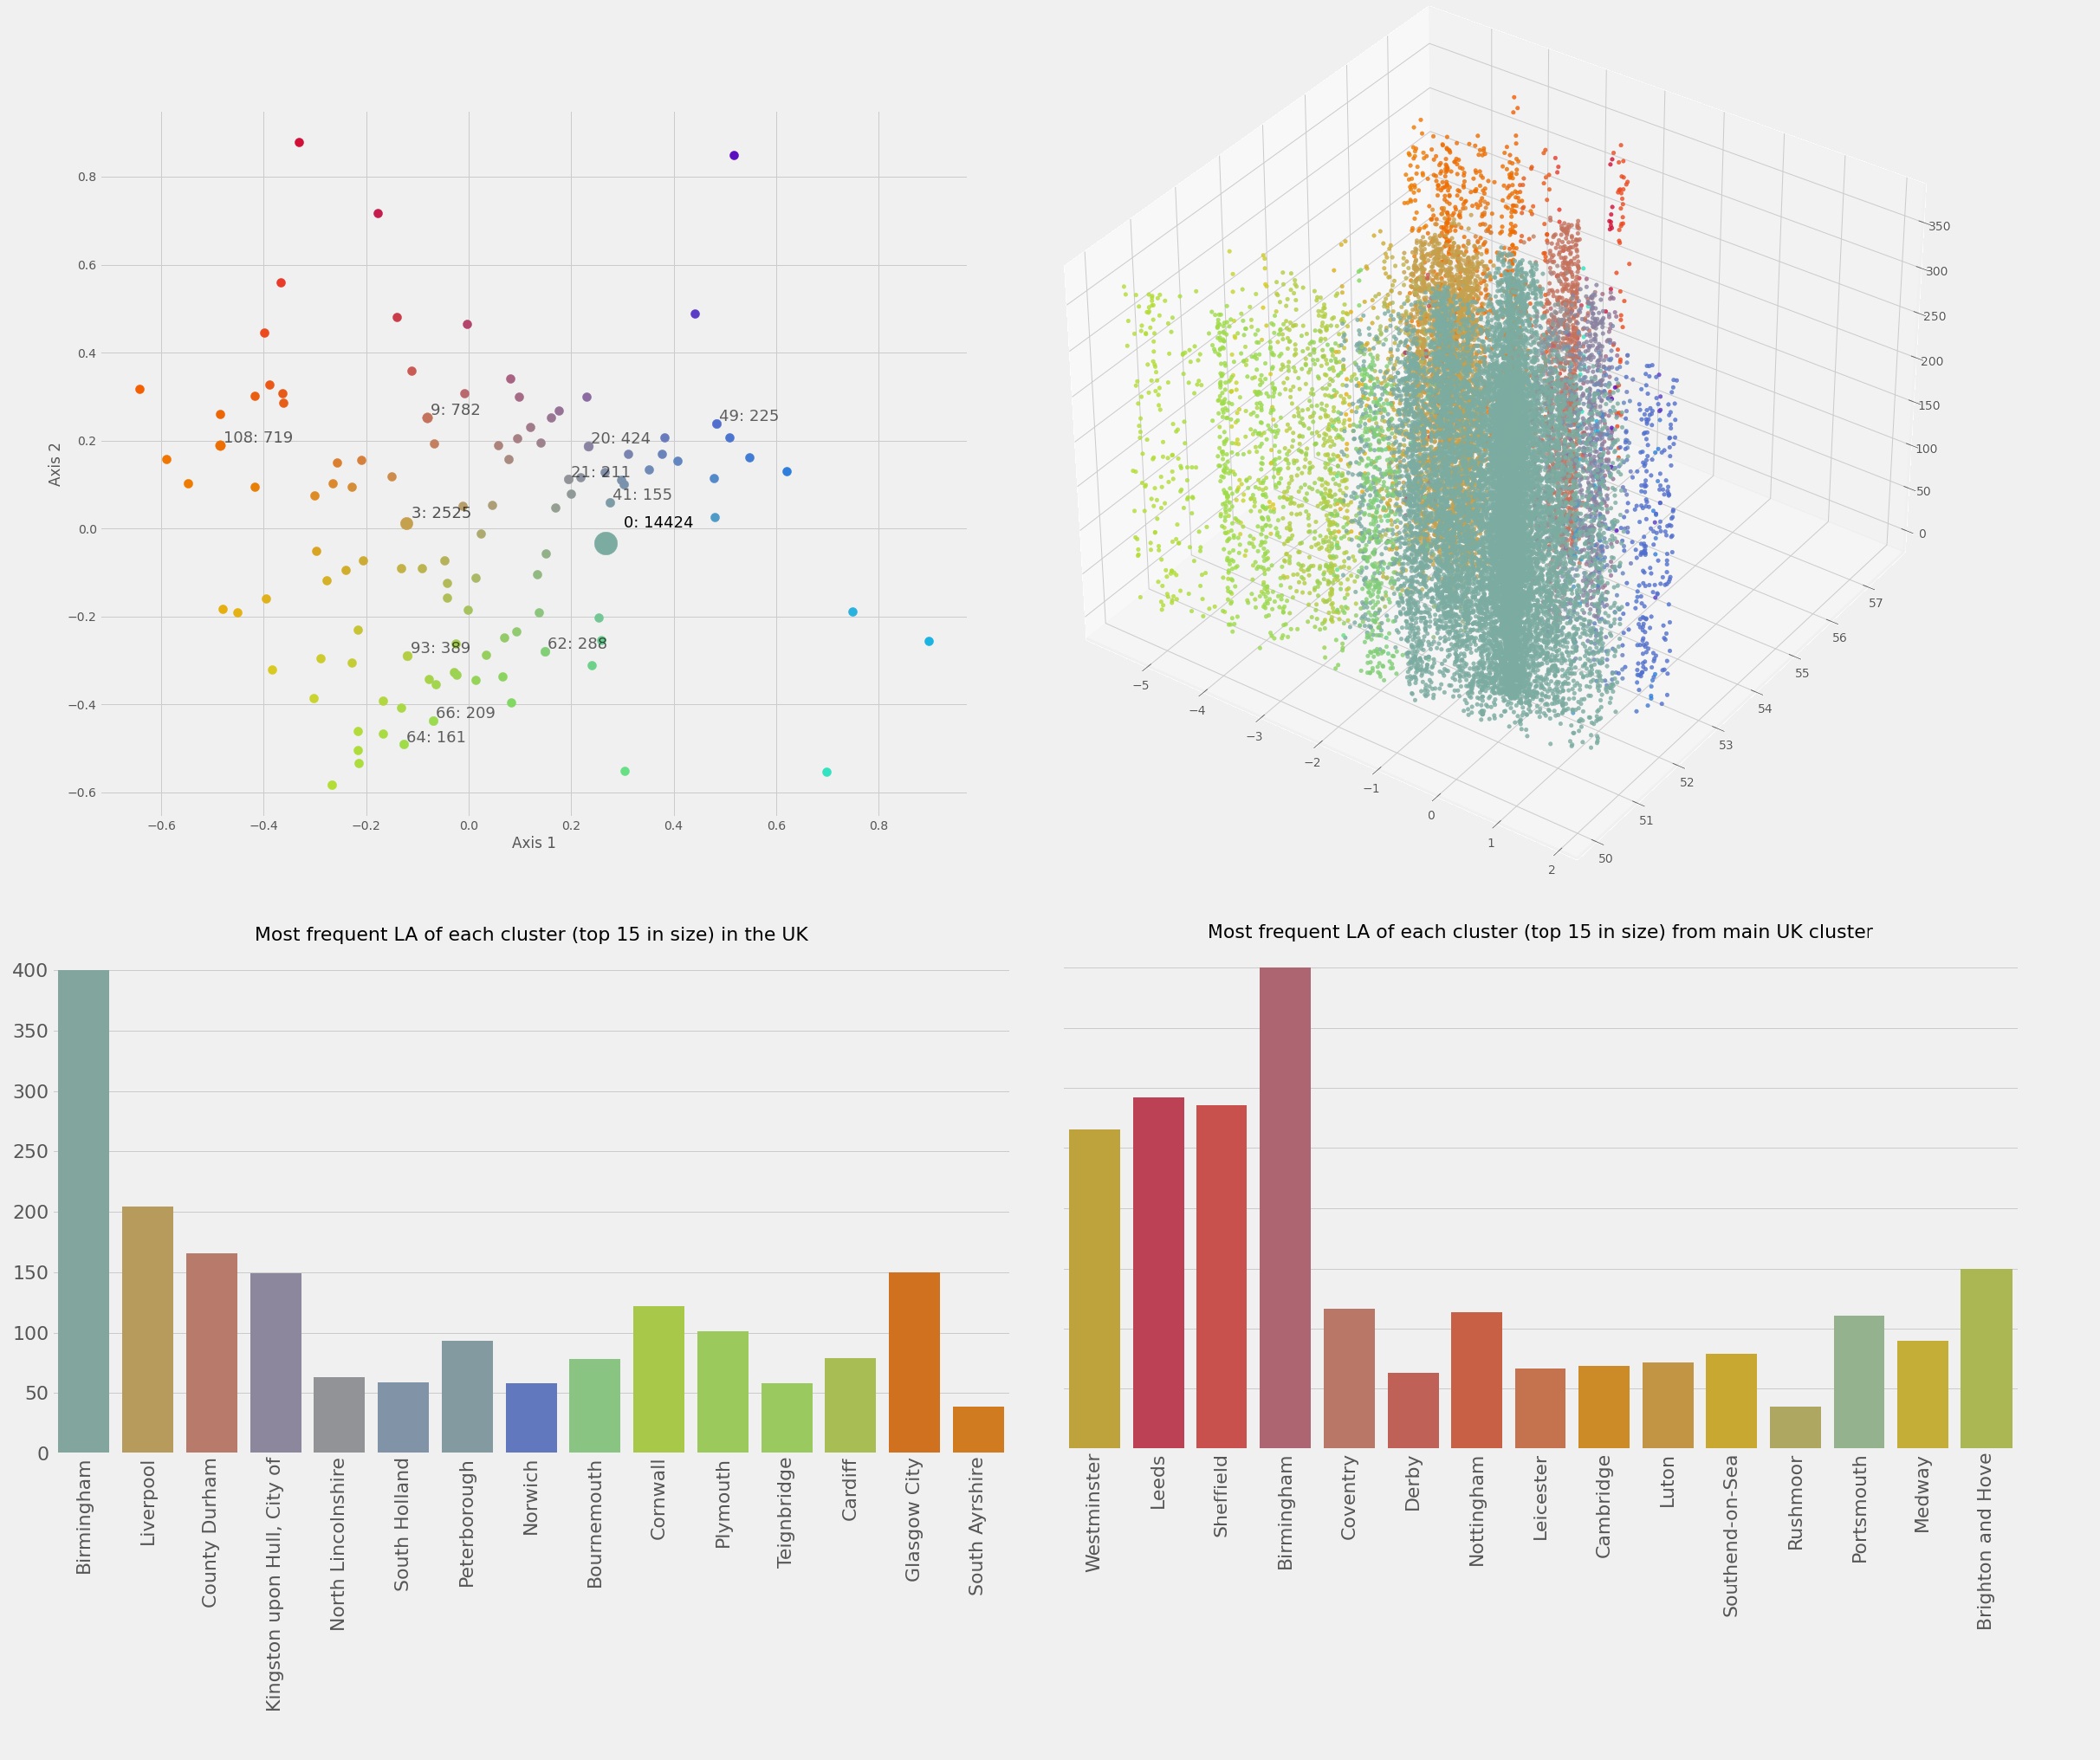 0.8
0.6
0.4
0.2
0.0
−0.2
−0.4
−0.6
Axis 2
−0.6
−0.4
−0.2
0.0
0.2
0.4
0.6
0.8
Axis 1
9: 782
49: 225
108: 719
20: 424
21: 211
41: 155
3: 2525
0: 14424
93: 389
62: 288
66: 209
64: 161
350
300
250
200
150
100
50
0
57
56
55
54
53
52
51
50
−5
−4
−3
−2
−1
0
1
2
Most frequent LA of each cluster (top 15 in size) in the UK
400
350
300
250
200
150
100
50
0
Birmingham
Liverpool
County Durham
Kingston upon Hull, City of
North Lincolnshire
South Holland
Peterborough
Norwich
Bournemouth
Cornwall
Plymouth
Teignbridge
Cardiff
Glasgow City
South Ayrshire
Most frequent LA of each cluster (top 15 in size) from main UK cluster
Westminster
Leeds
Sheffield
Birmingham
Coventry
Derby
Nottingham
Leicester
Cambridge
Luton
Southend-on-Sea
Rushmoor
Portsmouth
Medway
Brighton and Hove